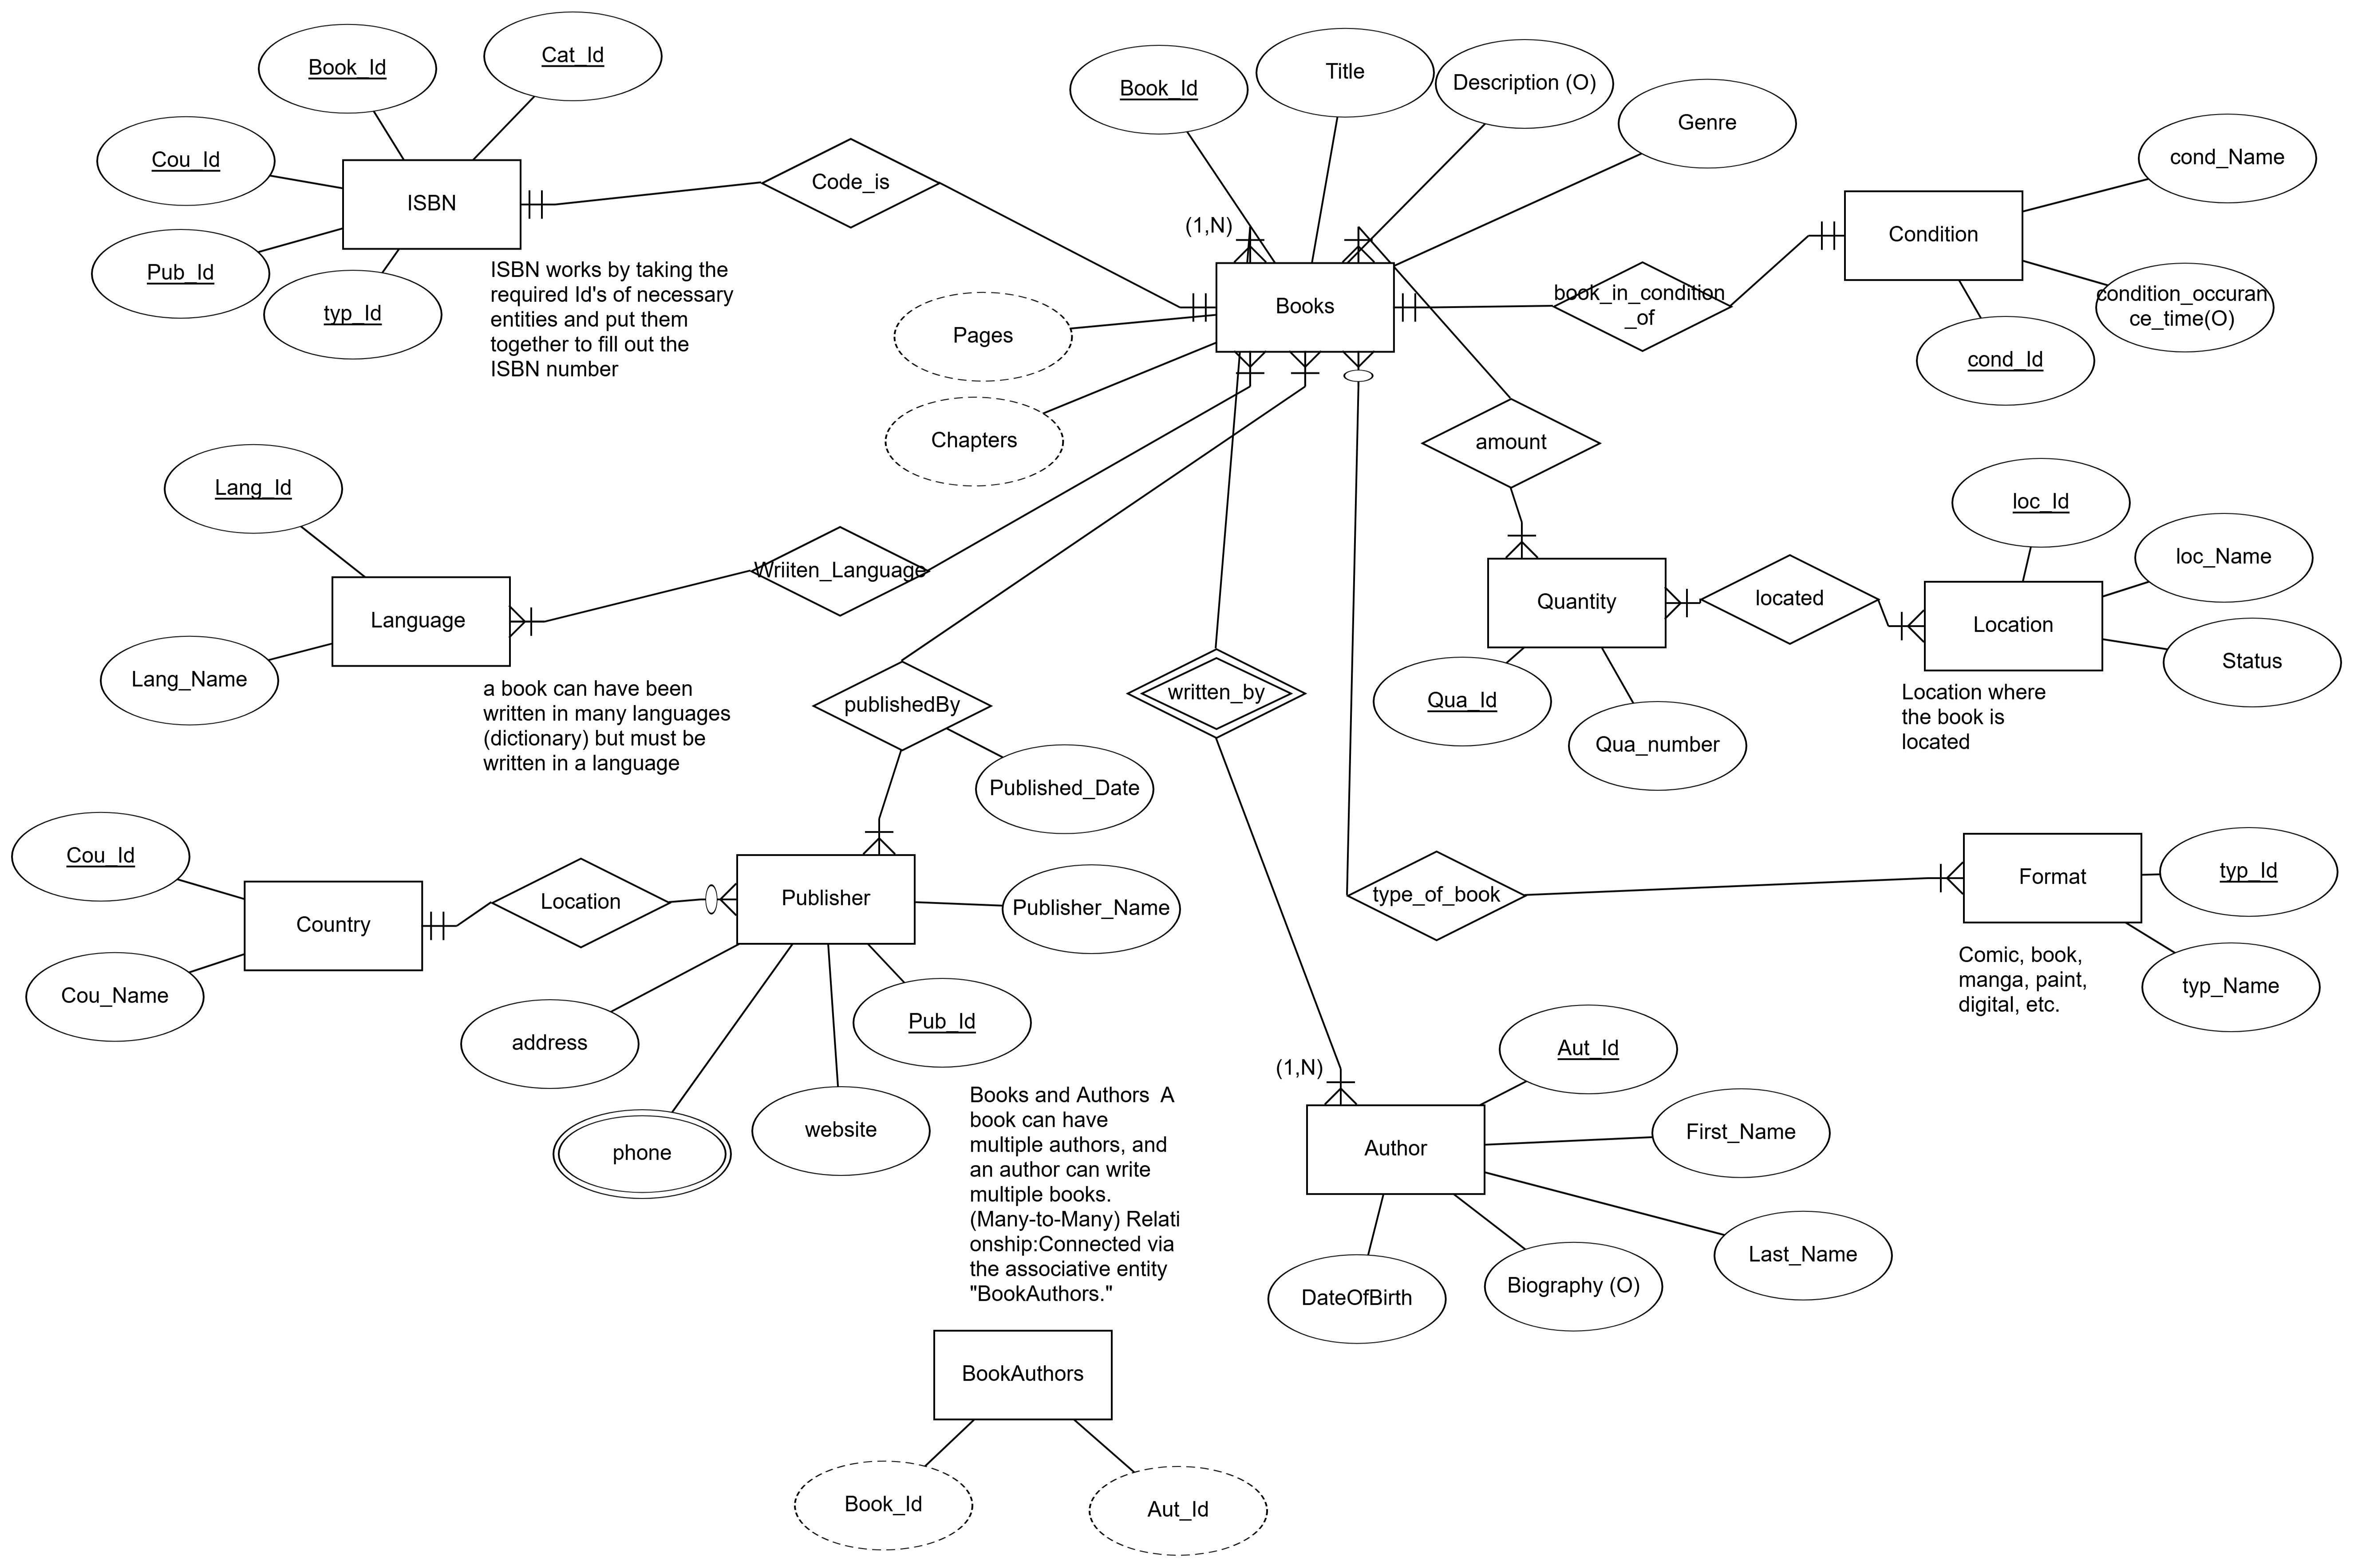 Book_Id
Cat_Id
Cou_Id
Pub_Id
typ_Id
ISBN
ISBN works by taking the
required Id's of necessary
entities and put them
together to fill out the
ISBN number
Code_is
Book_Id
Title
Description (O)
Genre
(1,N)
Books
Pages
Chapters
book_in_condition
_of
Condition
cond_Name
condition_occuran
ce_time(O)
cond_Id
amount
Lang_Id
Language
Lang_Name
Wriiten_Language
a book can have been
written in many languages
(dictionary) but must be
written in a language
publishedBy
Published_Date
written_by
Quantity
Qua_Id
Qua_number
located
loc_Id
loc_Name
Location
Status
Location where
the book is
located
Cou_Id
Country
Cou_Name
Location
Publisher
Publisher_Name
address
Pub_Id
phone
website
type_of_book
Format
typ_Id
typ_Name
Comic, book,
manga, paint,
digital, etc.
Books and Authors  A
book can have
multiple authors, and
an author can write
multiple books.
(Many-to-Many) Relati
onship:Connected via
the associative entity
"BookAuthors."
(1,N)
Author
Aut_Id
First_Name
Last_Name
Biography (O)
DateOfBirth
BookAuthors
Book_Id
Aut_Id